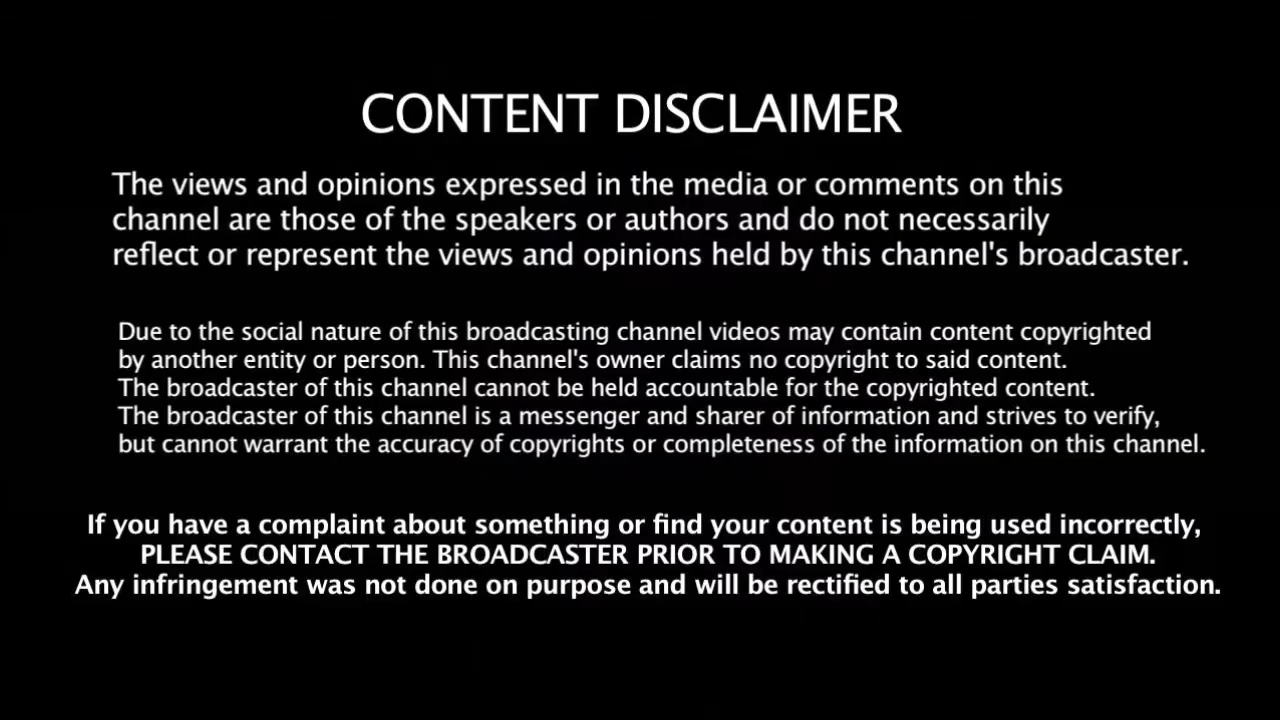 CONTENT DISCLAIMER
The views and opinions expressed in the media or comments on this
channel are those of the speakers or authors and do not necessarily
reflect or represent the views and opinions held by this channel's broadcaster.
Due to the social nature of this broadcasting channel videos may contain content copyrighted
by another entity or person. This channel's owner claims no copyright to said content.
The broadcaster of this channel cannot be held accountable for the copyrighted content.
The broadcaster of this channel is a messenger and sharer of information and strives to verify,
but cannot warrant the accuracy of copyrights or completeness of the information on this channel.
If you have a complaint about something or find your content is being used incorrectly,
PLEASE CONTACT THE BROADCASTER PRIOR TO MAKING A COPYRIGHT CLAIM.
Any infringement was not done on purpose and will be rectified to all parties satisfaction.